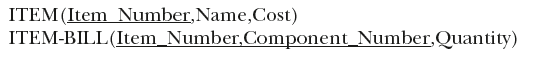 ITEM(Item_Number,Name,Cost)
ITEM-BILL(Item_Number,Component_Number,Quantity)